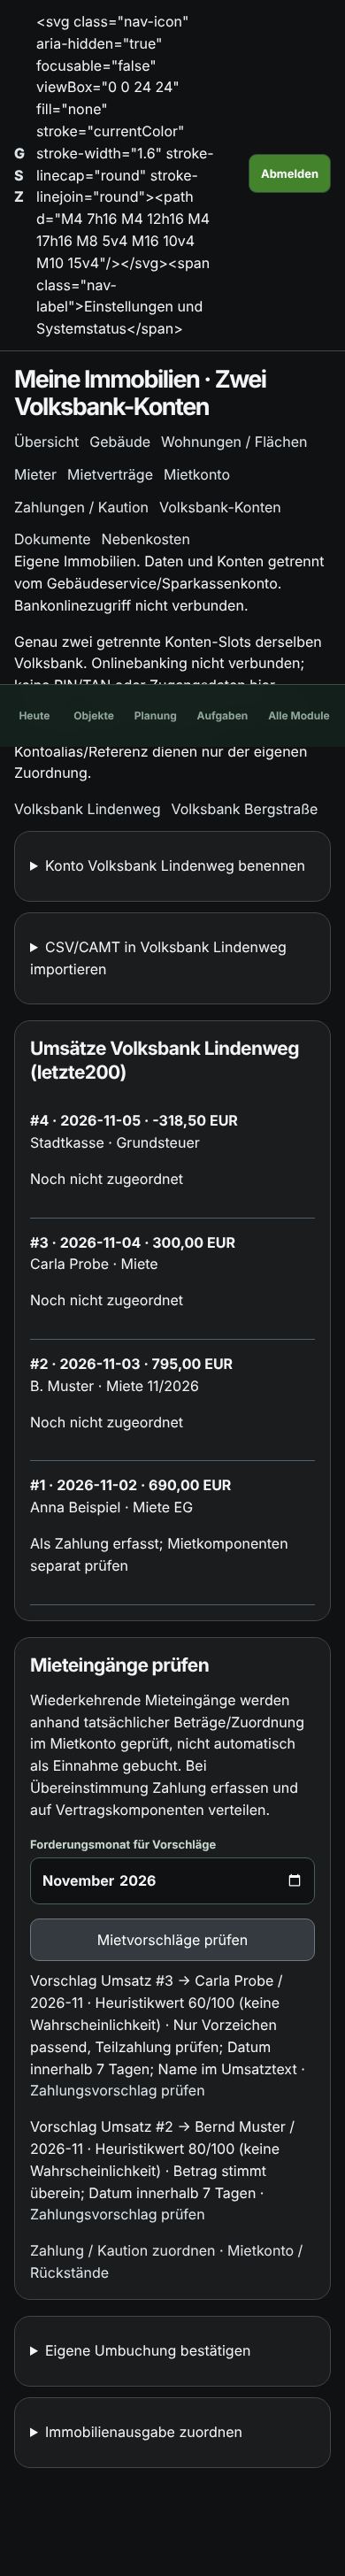 <svg class="nav-icon"
aria-hidden="true"
focusable="false"
viewBox="0 0 24 24"
fill="none"
stroke="currentColor"
G
S
Z
stroke-width="1.6" stroke-
linecap="round" stroke-
linejoin="round"><path
d="M4 7h16 M4 12h16 M4
17h16 M8 5v4 M16 10v4
M10 15v4"/></svg><span
class="nav-
label">Einstellungen und
Systemstatus</span>
Abmelden
Meine Immobilien · Zwei
Volksbank-Konten
Übersicht Gebäude Wohnungen / Flächen
Mieter Mietverträge Mietkonto
Zahlungen / Kaution Volksbank-Konten
Dokumente Nebenkosten
Eigene Immobilien. Daten und Konten getrennt
vom Gebäudeservice/Sparkassenkonto.
Bankonlinezugriff nicht verbunden.
Genau zwei getrennte Konten-Slots derselben
Volksbank. Onlinebanking nicht verbunden;
keine PIN/TAN oder Zugangsdaten hier
Heute Objekte Planung Aufgaben Alle Module
Kontoalias/Referenz dienen nur der eigenen
Zuordnung.
Volksbank Lindenweg Volksbank Bergstraße
Konto Volksbank Lindenweg benennen
CSV/CAMT in Volksbank Lindenweg
importieren
Umsätze Volksbank Lindenweg
(letzte200)
#4 · 2026-11-05 · -318,50 EUR
Stadtkasse · Grundsteuer
Noch nicht zugeordnet
#3 · 2026-11-04 · 300,00 EUR
Carla Probe · Miete
Noch nicht zugeordnet
#2 · 2026-11-03 · 795,00 EUR
B. Muster · Miete 11/2026
Noch nicht zugeordnet
#1 · 2026-11-02 · 690,00 EUR
Anna Beispiel · Miete EG
Als Zahlung erfasst; Mietkomponenten
separat prüfen
Mieteingänge prüfen
Wiederkehrende Mieteingänge werden
anhand tatsächlicher Beträge/Zuordnung
im Mietkonto geprüft, nicht automatisch
als Einnahme gebucht. Bei
Übereinstimmung Zahlung erfassen und
auf Vertragskomponenten verteilen.
Forderungsmonat für Vorschläge
November 2026
Mietvorschläge prüfen
Vorschlag Umsatz #3 → Carla Probe /
2026-11 · Heuristikwert 60/100 (keine
Wahrscheinlichkeit) · Nur Vorzeichen
passend, Teilzahlung prüfen; Datum
innerhalb 7 Tagen; Name im Umsatztext ·
Zahlungsvorschlag prüfen
Vorschlag Umsatz #2 → Bernd Muster /
2026-11 · Heuristikwert 80/100 (keine
Wahrscheinlichkeit) · Betrag stimmt
überein; Datum innerhalb 7 Tagen ·
Zahlungsvorschlag prüfen
Zahlung / Kaution zuordnen · Mietkonto /
Rückstände
Eigene Umbuchung bestätigen
Immobilienausgabe zuordnen